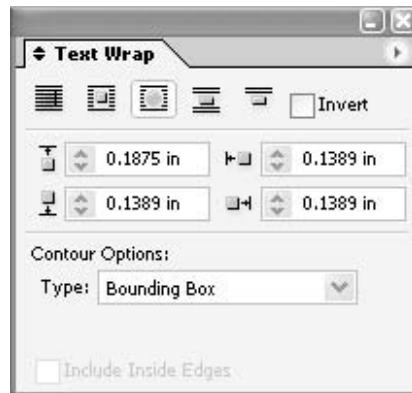 Text Wrap
Invert
0.1875 in 0.1389 in
0.1389 in 0.1389 in
Contour Options:
Type: Bounding Box
Include Inside Edges